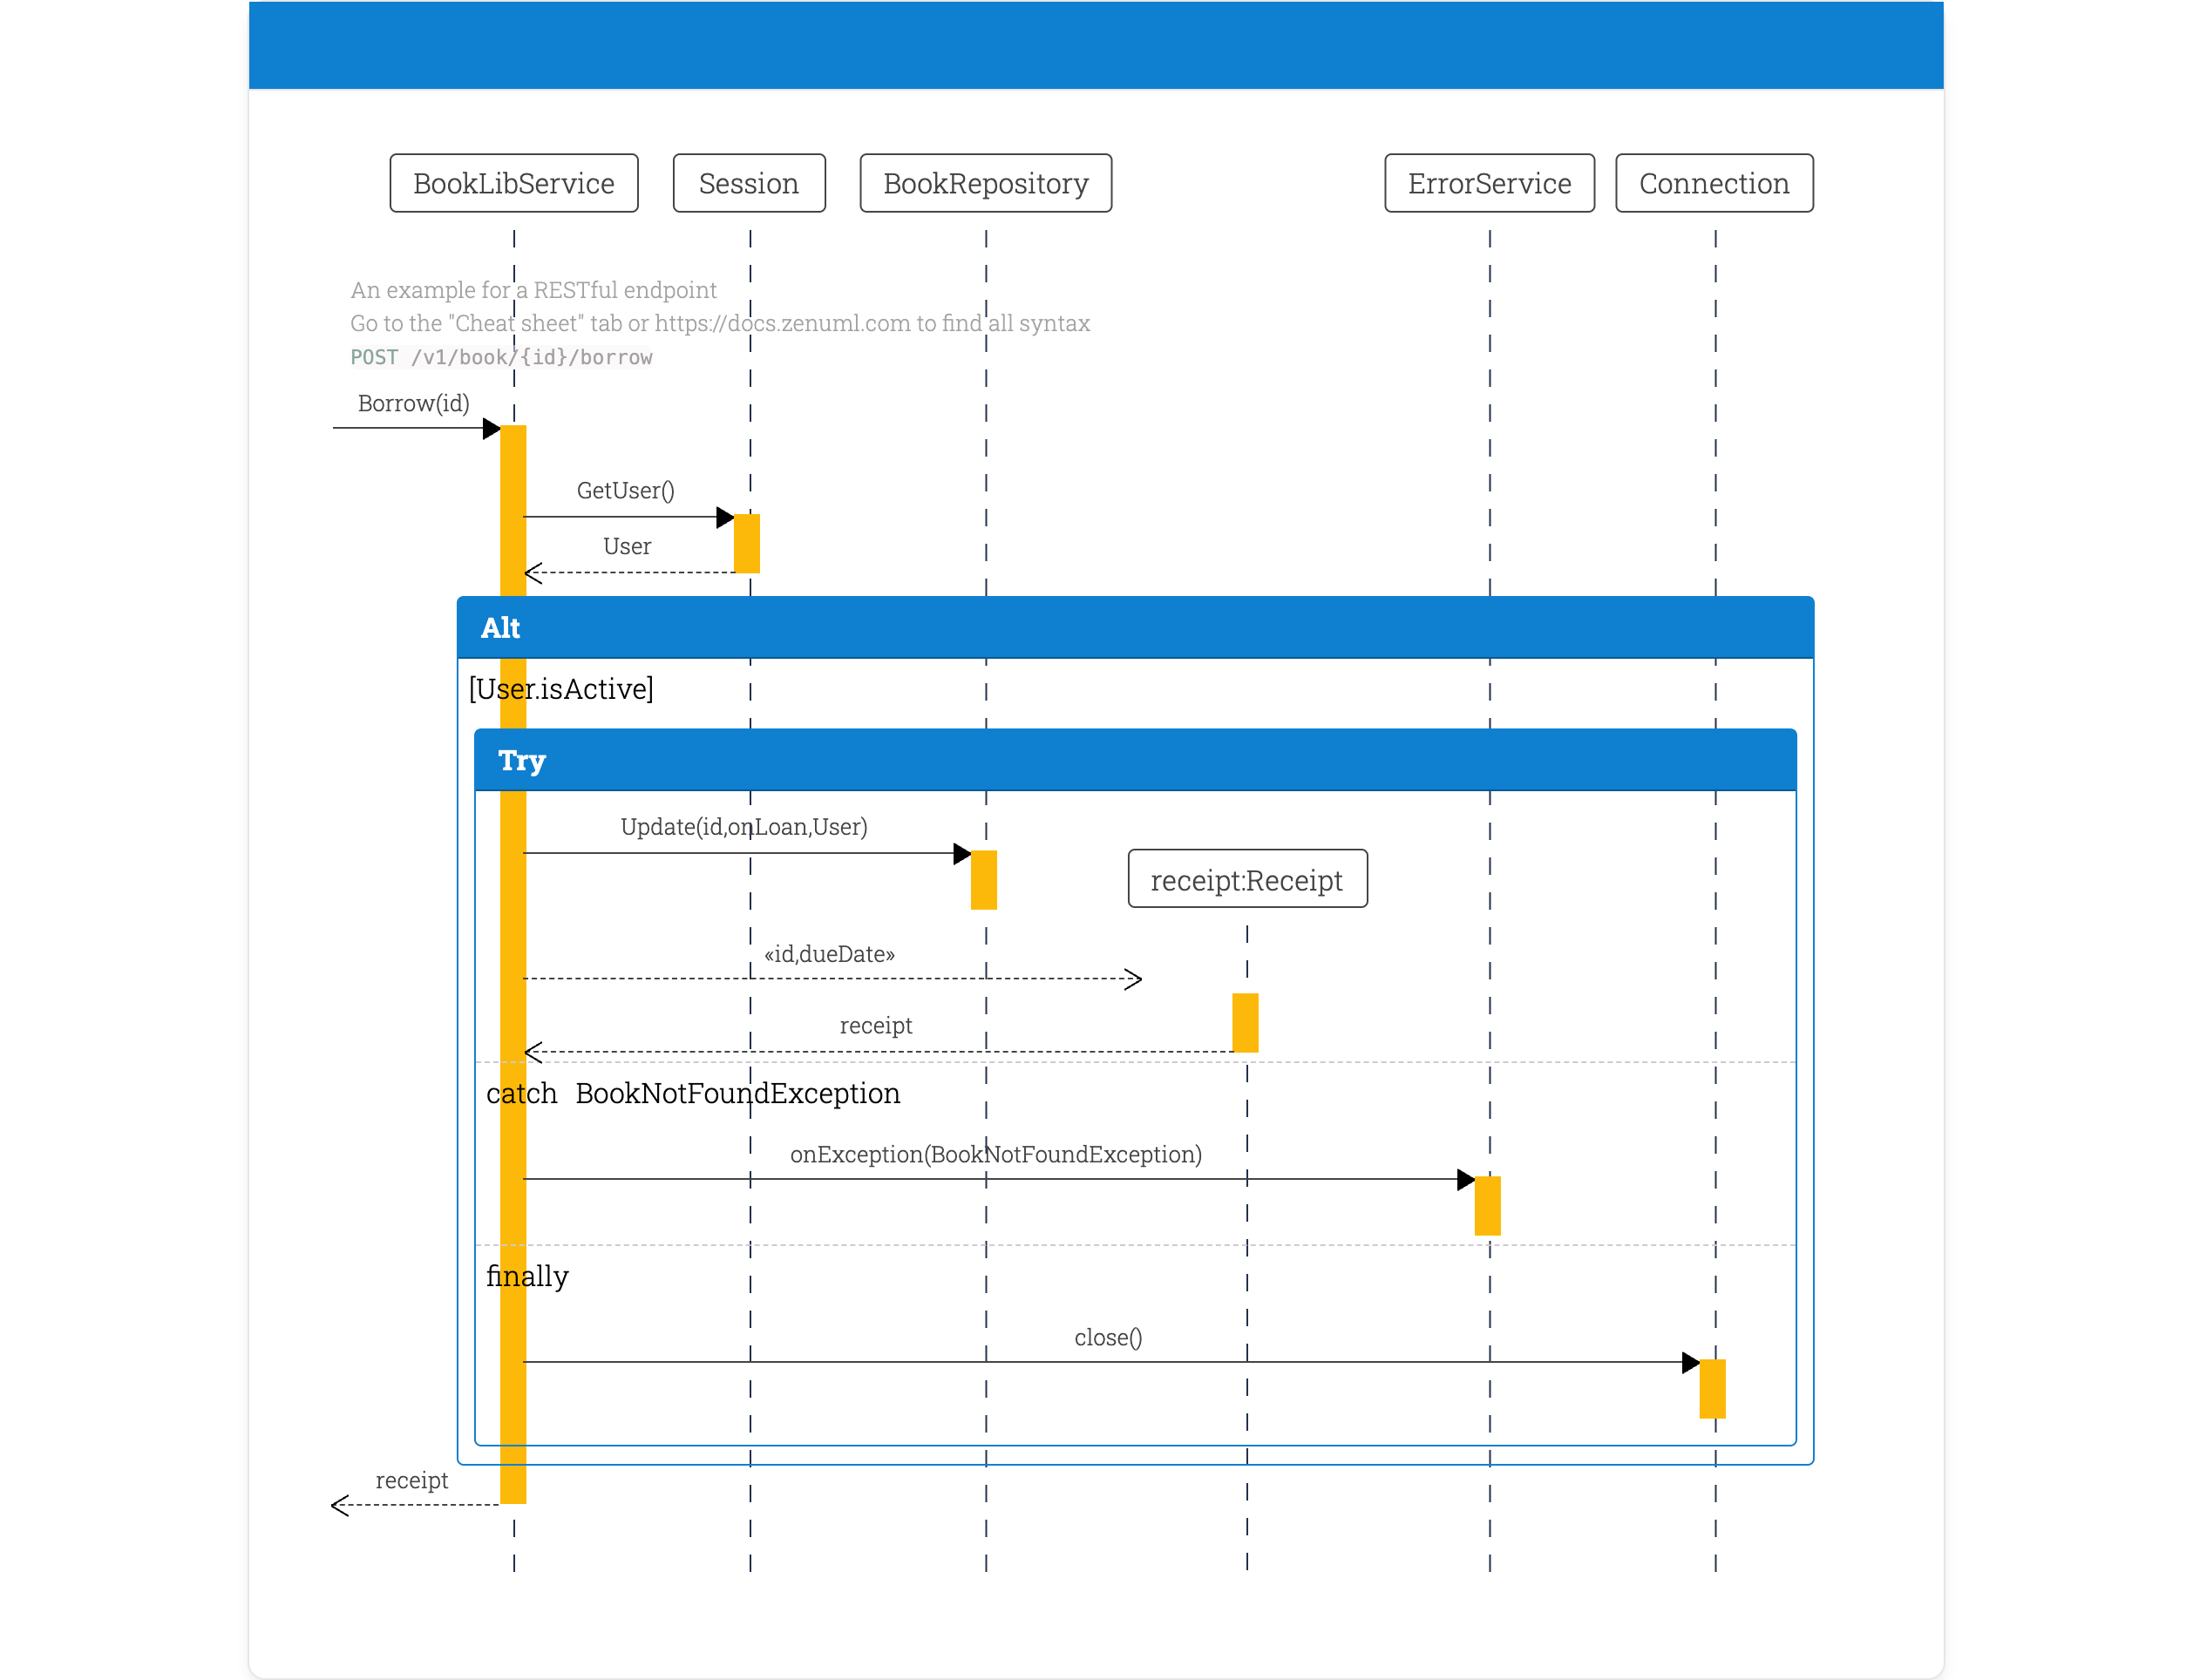 BookLibService
Session
BookRepository
ErrorService
Connection
An example for a RESTful endpoint
Go to the "Cheat sheet" tab or https://docs.zenuml.com to find all syntax
POST /v1/book/{id}/borrow
Borrow(id)
GetUser()
User
Alt
[User.isActive]
Try
Update(id,onLoan,User)
receipt:Receipt
«id,dueDate»
receipt
catch BookNotFoundException
onException(BookNotFoundException)
finally
close()
receipt